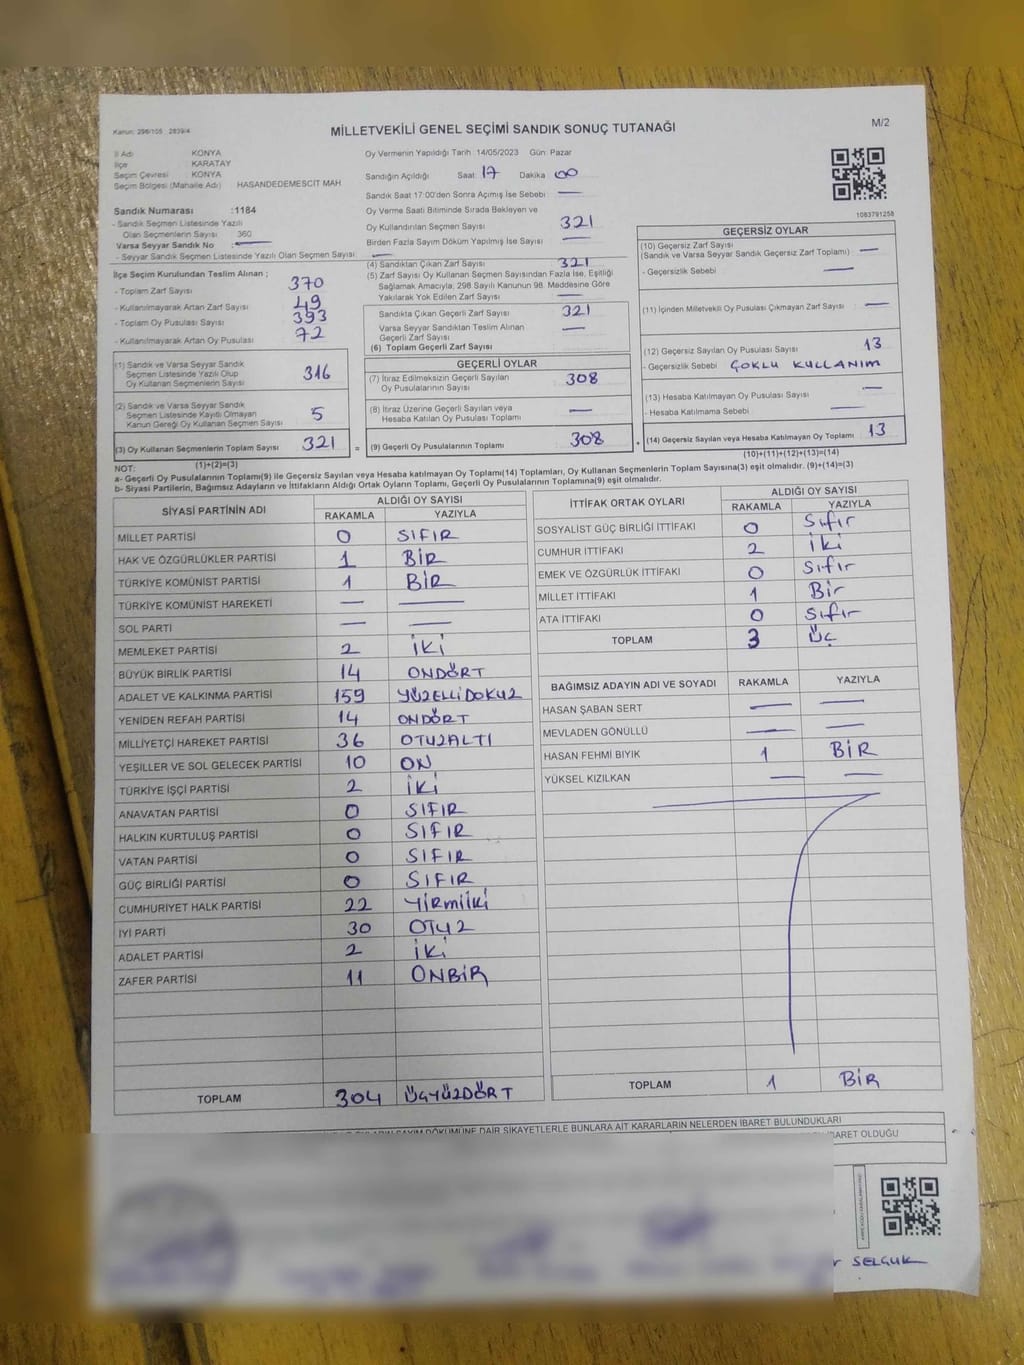 Kanun: 298/105 , 2839/4
MİLLETVEKİLİ GENEL SEÇİMİ SANDIK SONUÇ TUTANAĞI
M/2
İl Adı KONYA
İlçe KARATAY
Seçim Çevresi KONYA
Seçim Bölgesi (Mahalle Adı) HASANDEDEMESCİT MAH.
Sandık Numarası :1184
- Sandık Seçmen Listesinde Yazılı
Olan Seçmenlerin Sayısı 360
Varsa Seyyar Sandık No : —
- Seyyar Sandık Seçmen Listesinde Yazılı Olan Seçmen Sayısı: —
Oy Vermenin Yapıldığı Tarih :14/05/2023 Gün: Pazar
Sandığın Açıldığı Saat: 17 Dakika 00
Sandık Saat 17:00'den Sonra Açılmış İse Sebebi : —
Oy Verme Saati Bitiminde Sırada Bekleyen ve
Oy Kullandırılan Seçmen Sayısı 321
Birden Fazla Sayım Döküm Yapılmış İse Sayısı —
1083791258
İlçe Seçim Kurulundan Teslim Alınan ;
- Toplam Zarf Sayısı 370
- Kullanılmayarak Artan Zarf Sayısı 49
- Toplam Oy Pusulası Sayısı 393
- Kullanılmayarak Artan Oy Pusulası 72
(4) Sandıktan Çıkan Zarf Sayısı 321
(5) Zarf Sayısı Oy Kullanan Seçmen Sayısından Fazla İse, Eşitliği
Sağlamak Amacıyla, 298 Sayılı Kanunun 98. Maddesine Göre
Yakılarak Yok Edilen Zarf Sayısı —
Sandıkta Çıkan Geçerli Zarf Sayısı 321
Varsa Seyyar Sandıktan Teslim Alınan
Geçerli Zarf Sayısı —
(6) Toplam Geçerli Zarf Sayısı
GEÇERSİZ OYLAR
(10) Geçersiz Zarf Sayısı
(Sandık ve Varsa Seyyar Sandık Geçersiz Zarf Toplamı) —
- Geçersizlik Sebebi —
(11) İçinden Milletvekili Oy Pusulası Çıkmayan Zarf Sayısı —
(12) Geçersiz Sayılan Oy Pusulası Sayısı 13
- Geçersizlik Sebebi ÇOKLU KULLANIM
(13) Hesaba Katılmayan Oy Pusulası Sayısı —
- Hesaba Katılmama Sebebi —
(14) Geçersiz Sayılan veya Hesaba Katılmayan Oy Toplamı 13
(10)+(11)+(12)+(13)=(14)
(1) Sandık ve Varsa Seyyar Sandık
Seçmen Listesinde Yazılı Olup
Oy Kullanan Seçmenlerin Sayısı 316
(2) Sandık ve Varsa Seyyar Sandık
Seçmen Listesinde Kayıtlı Olmayan
Kanun Gereği Oy Kullanan Seçmen Sayısı 5
(3) Oy Kullanan Seçmenlerin Toplam Sayısı 321 =
(1)+(2)=(3)
GEÇERLİ OYLAR
(7) İtiraz Edilmeksizin Geçerli Sayılan
Oy Pusulalarının Sayısı 308
(8) İtiraz Üzerine Geçerli Sayılan veya
Hesaba Katılan Oy Pusulası Toplamı —
(9) Geçerli Oy Pusulalarının Toplamı 308 +
NOT:
a- Geçerli Oy Pusulalarının Toplamı(9) ile Geçersiz Sayılan veya Hesaba katılmayan Oy Toplamı(14) Toplamları, Oy Kullanan Seçmenlerin Toplam Sayısına(3) eşit olmalıdır. (9)+(14)=(3)
b- Siyasi Partilerin, Bağımsız Adayların ve İttifakların Aldığı Oyların Toplamı, Geçerli Oy Pusulalarının Toplamına(9) eşit olmalıdır.
SİYASİ PARTİNİN ADI ALDIĞI OY SAYISI
RAKAMLA YAZIYLA
MİLLET PARTİSİ 0 SIFIR
HAK VE ÖZGÜRLÜKLER PARTİSİ 1 BİR
TÜRKİYE KOMÜNİST PARTİSİ 1 BİR
TÜRKİYE KOMÜNİST HAREKETİ — —
SOL PARTİ — —
MEMLEKET PARTİSİ 2 İKİ
BÜYÜK BİRLİK PARTİSİ 14 ONDÖRT
ADALET VE KALKINMA PARTİSİ 159 YÜZELLİDOKUZ
YENİDEN REFAH PARTİSİ 14 ONDÖRT
MİLLİYETÇİ HAREKET PARTİSİ 36 OTUZALTI
YEŞİLLER VE SOL GELECEK PARTİSİ 10 ON
TÜRKİYE İŞÇİ PARTİSİ 2 İKİ
ANAVATAN PARTİSİ 0 SIFIR
HALKIN KURTULUŞ PARTİSİ 0 SIFIR
VATAN PARTİSİ 0 SIFIR
GÜÇ BİRLİĞİ PARTİSİ 0 SIFIR
CUMHURİYET HALK PARTİSİ 22 YİRMİİKİ
İYİ PARTİ 30 OTUZ
ADALET PARTİSİ 2 İKİ
ZAFER PARTİSİ 11 ONBİR
TOPLAM 304 ÜÇYÜZDÖRT
İTTİFAK ORTAK OYLARI ALDIĞI OY SAYISI
RAKAMLA YAZIYLA
SOSYALİST GÜÇ BİRLİĞİ İTTİFAKI 0 Sıfır
CUMHUR İTTİFAKI 2 İki
EMEK VE ÖZGÜRLÜK İTTİFAKI 0 Sıfır
MİLLET İTTİFAKI 1 Bir
ATA İTTİFAKI 0 Sıfır
TOPLAM 3 Üç
BAĞIMSIZ ADAYIN ADI VE SOYADI RAKAMLA YAZIYLA
HASAN ŞABAN SERT — —
MEVLADEN GÖNÜLLÜ — —
HASAN FEHMİ BIYIK 1 BİR
YÜKSEL KIZILKAN — —
TOPLAM 1 BİR
SAYIM DÖKÜMÜNE DAİR ŞİKAYETLERLE BUNLARA AİT KARARLARIN NELERDEN İBARET BULUNDUKLARI
İBARET OLDUĞU
SELÇUK